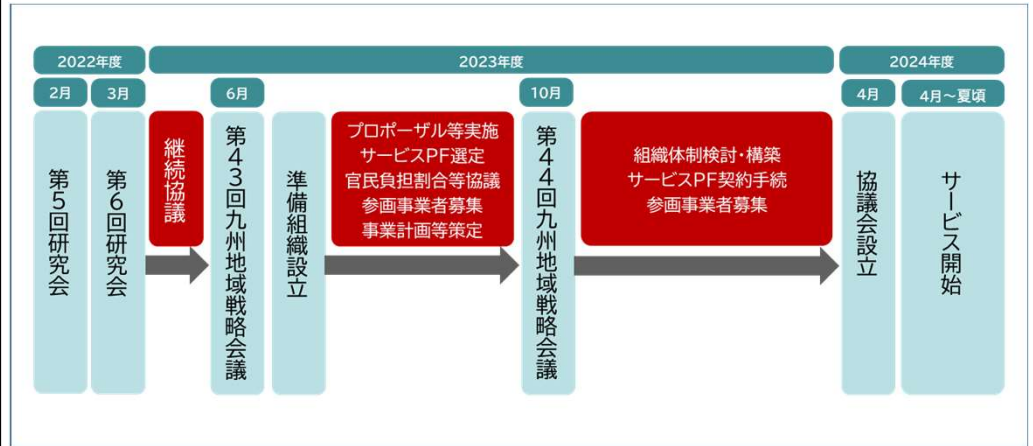 2022年度
2023年度
2024年度
2月
3月
6月
10月
4月
4月～夏頃
第5回研究会
第6回研究会
継続協議
第43回九州地域戦略会議
準備組織設立
プロポーザル等実施
サービスPF選定
官民負担割合等協議
参画事業者募集
事業計画等策定
第44回九州地域戦略会議
組織体制検討・構築
サービスPF契約手続
参画事業者募集
協議会設立
サービス開始